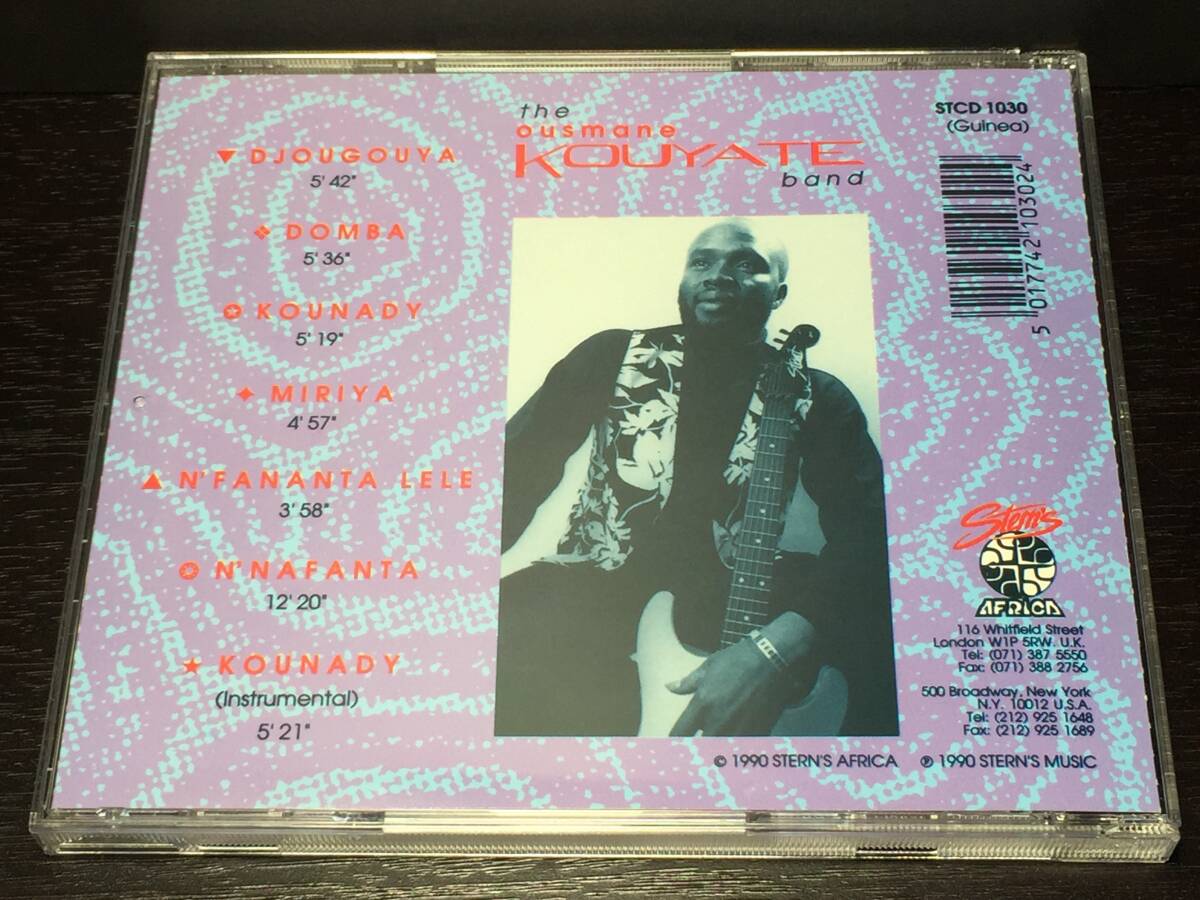 DJOUGOUYA
5' 42"
DOMBA
5' 36"
KOUNADY
5' 19"
MIRIYA
4' 57"
N'FANANTA LELE
3' 58"
N'NAFANTA
12' 20"
KOUNADY
(Instrumental)
5' 21"
the
ousmane
KOUYATE
band
STCD 1030
(Guinea)
5 017742 103024
Stern's
AFRICA
116 Whitfield Street
London W1P 5RW. U.K.
Tel: (071) 387 5550
Fax: (071) 388 2756
500 Broadway, New York
N.Y. 10012 U.S.A.
Tel: (212) 925 1648
Fax: (212) 925 1689
© 1990 STERN'S AFRICA ℗ 1990 STERN'S MUSIC